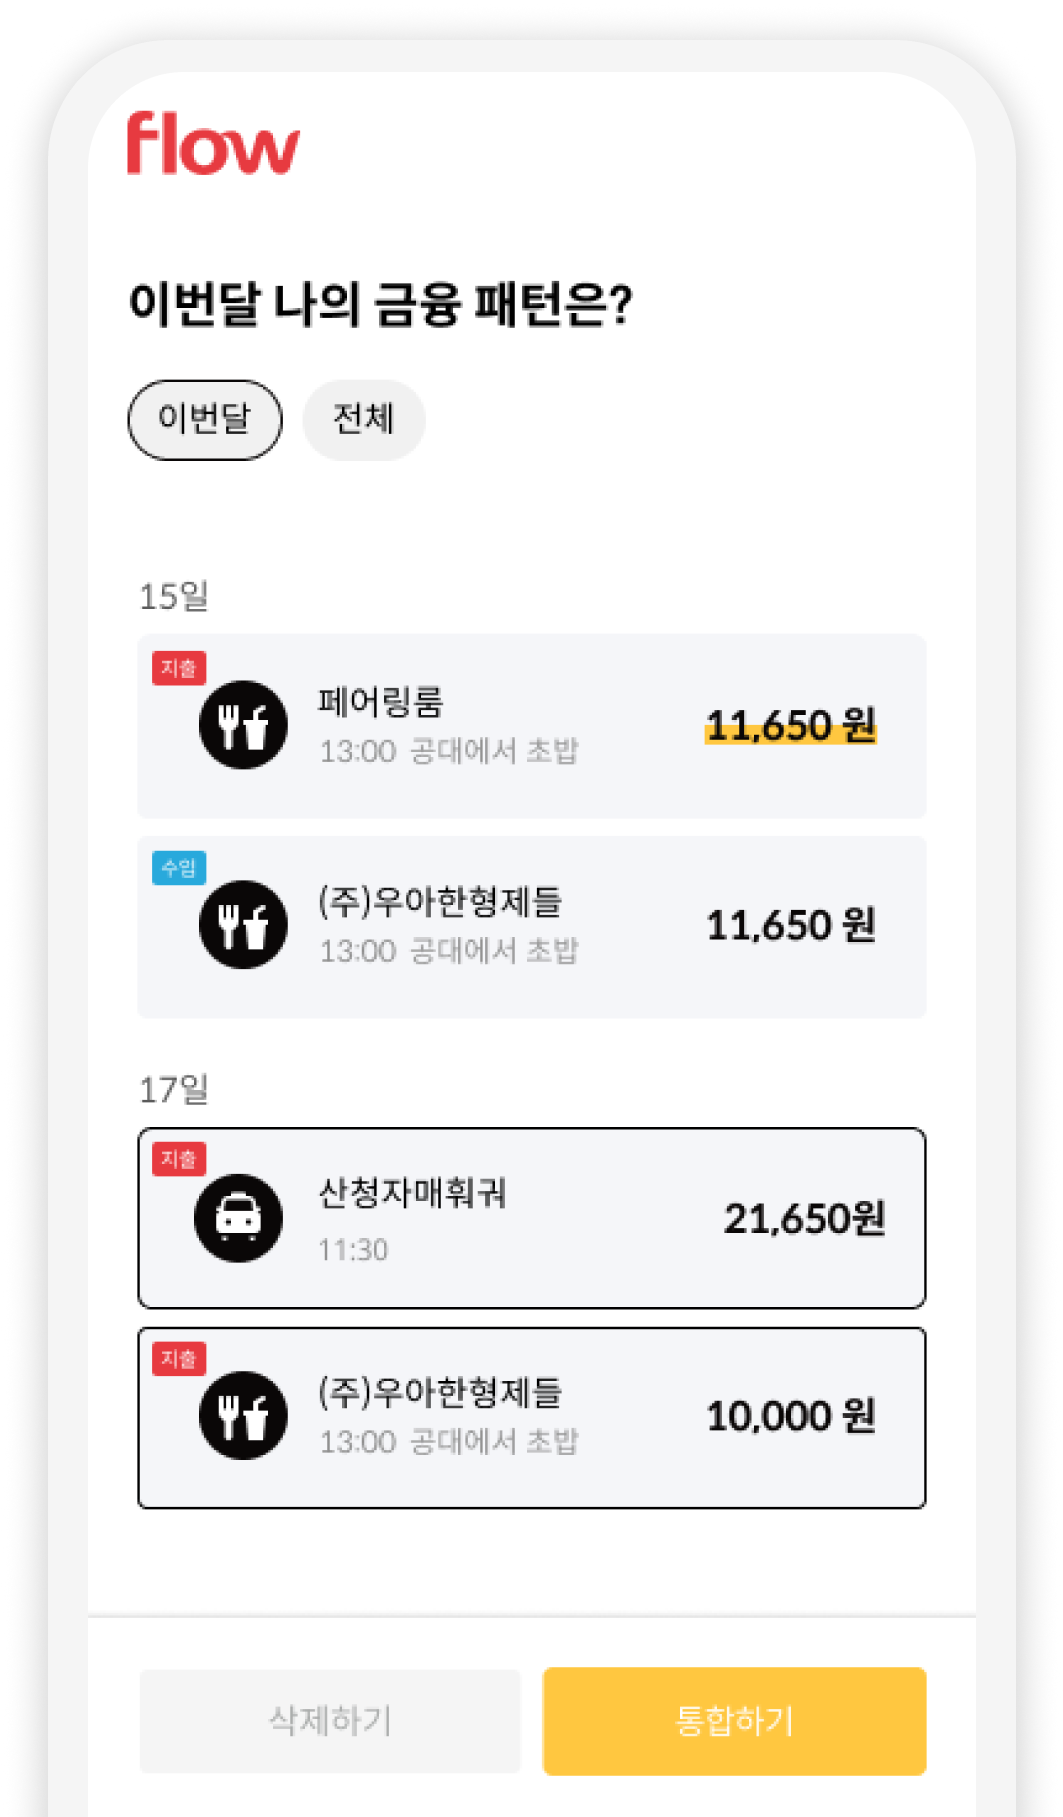 flow
이번달 나의 금융 패턴은?
이번달 전체
15일
지출
페어링룸
13:00 공대에서 초밥
11,650 원
수입
(주)우아한형제들
13:00 공대에서 초밥
11,650 원
17일
지출
산청자매훠궈
11:30
21,650원
지출
(주)우아한형제들
13:00 공대에서 초밥
10,000 원
삭제하기 통합하기